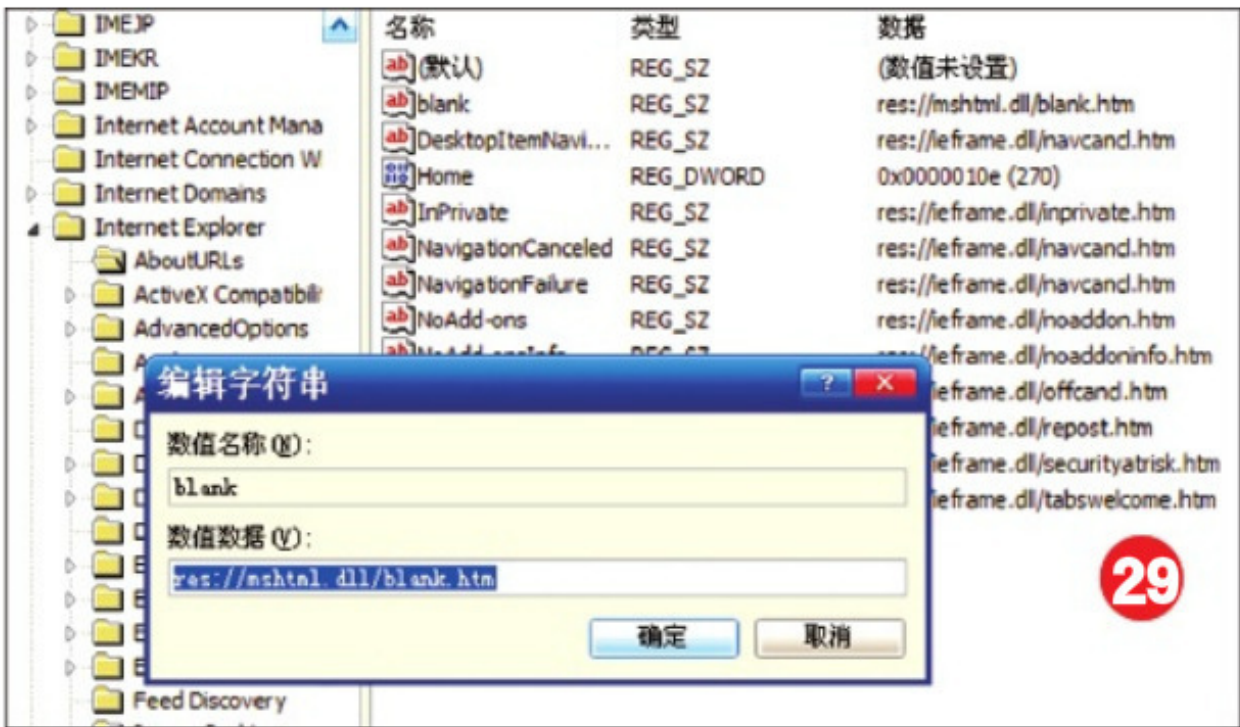 IMEJP
IMEKR
IMEMIP
Internet Account Mana
Internet Connection W
Internet Domains
Internet Explorer
AboutURLs
ActiveX Compatibili
AdvancedOptions
Feed Discovery
名称 类型 数据
(默认) REG_SZ (数值未设置)
blank REG_SZ res://mshtml.dll/blank.htm
DesktopItemNavi... REG_SZ res://ieframe.dll/navcancl.htm
Home REG_DWORD 0x0000010e (270)
InPrivate REG_SZ res://ieframe.dll/inprivate.htm
NavigationCanceled REG_SZ res://ieframe.dll/navcancl.htm
NavigationFailure REG_SZ res://ieframe.dll/navcancl.htm
NoAdd-ons REG_SZ res://ieframe.dll/noaddon.htm
NoAdd-onsInfo REG_SZ res://ieframe.dll/noaddoninfo.htm
ieframe.dll/offcancl.htm
ieframe.dll/repost.htm
ieframe.dll/securityatrisk.htm
ieframe.dll/tabswelcome.htm
编辑字符串
数值名称(N):
blank
数值数据(V):
res://mshtml.dll/blank.htm
确定 取消
29